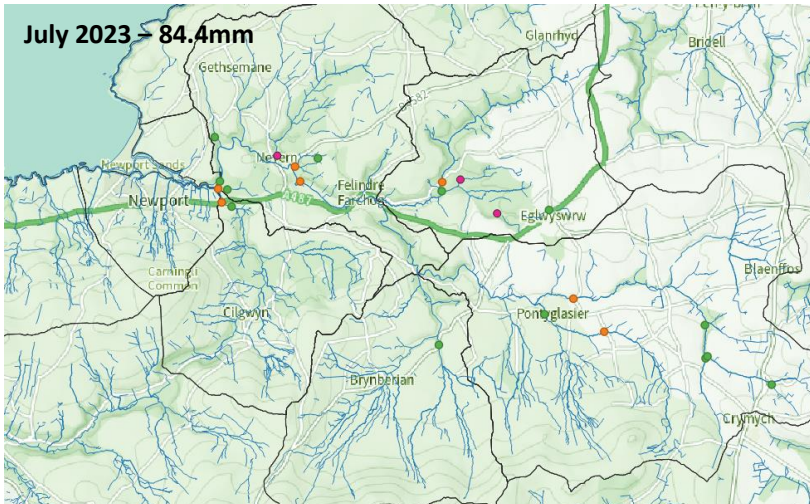 July 2023 – 84.4mm
Glanrhyd
Bridell
Gethsemane
Nevern
Newport Sands
Felindre
Farchog
A487
Newport
Eglwyswrw
Carningli
Common
Blaenffos
Cilgwyn
Pontyglasier
Brynberian
Crymych